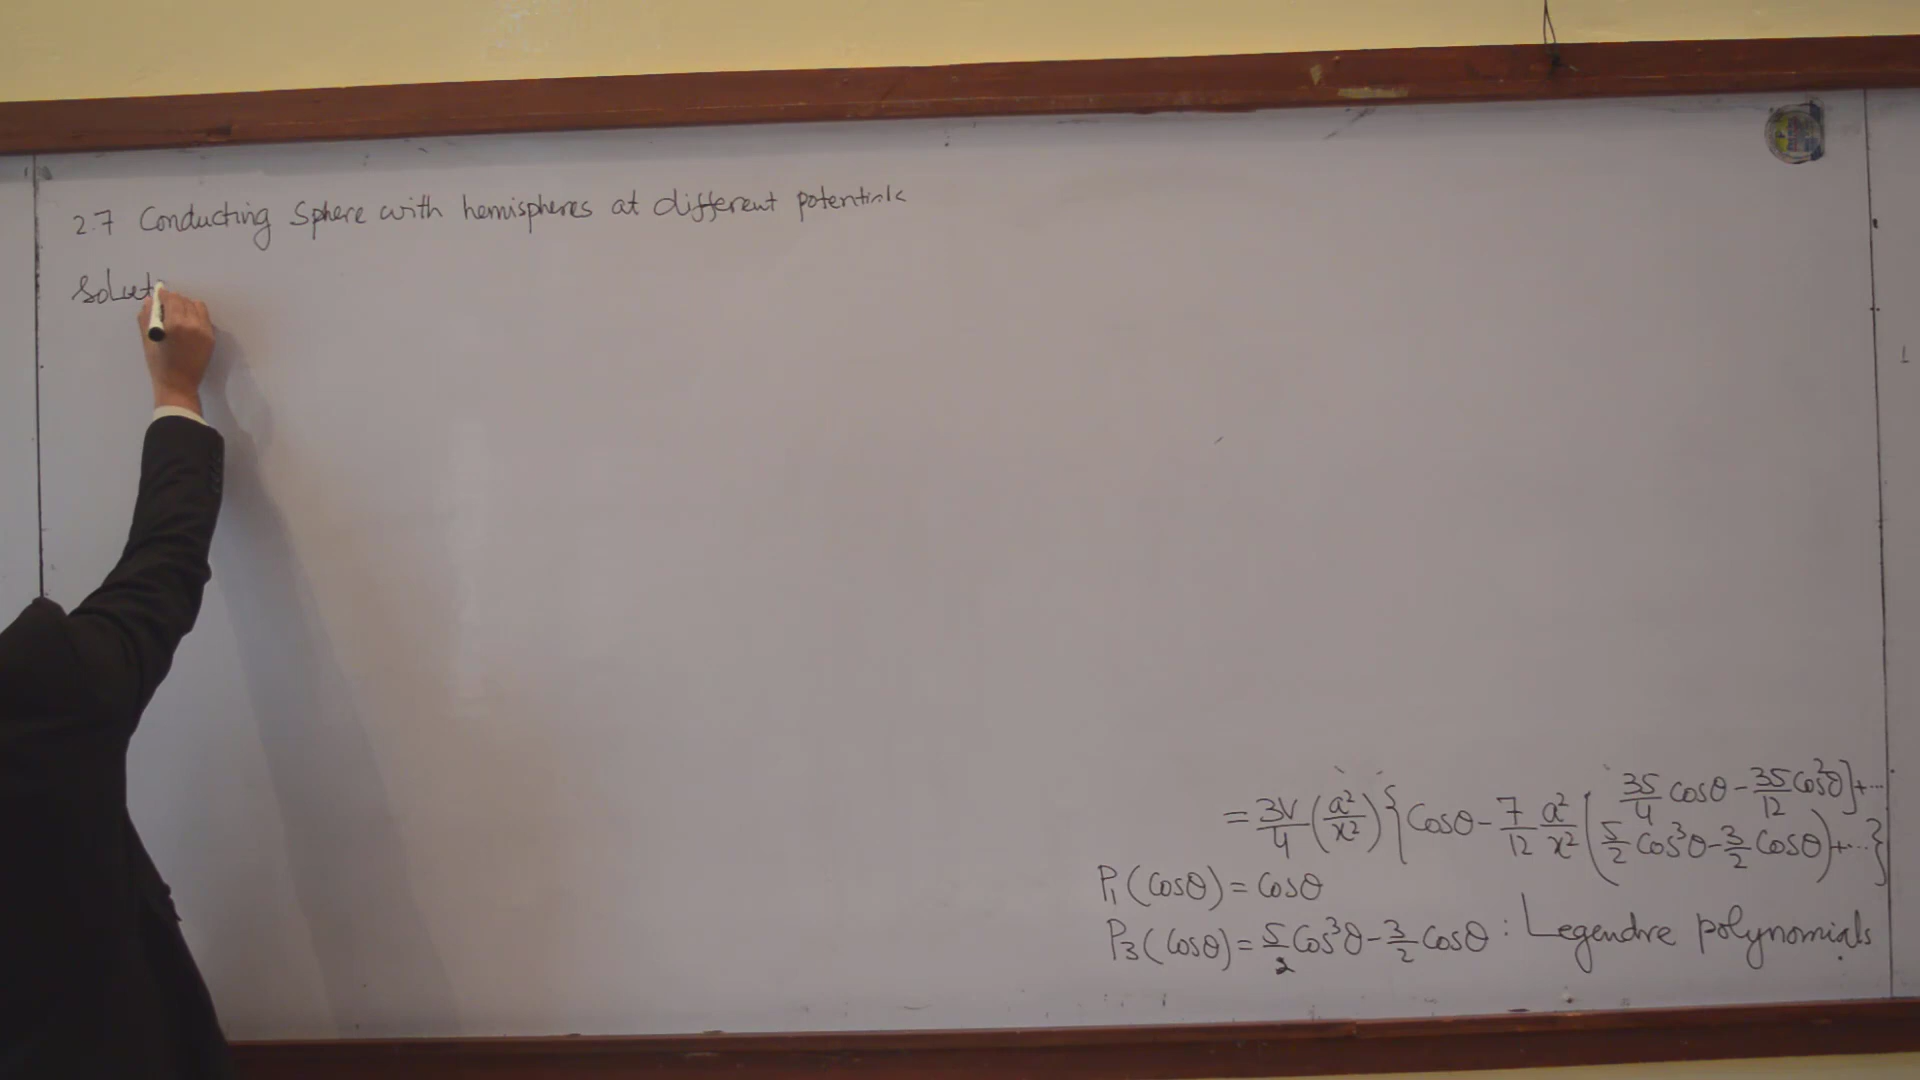 2.7 Conducting Sphere with hemispheres at different potentials
Solut
35/4 cosθ - 35/12 cos³θ] + ...
= 3V/4 (a²/x²) { cosθ - 7/12 a²/x² (5/2 cos³θ - 3/2 cosθ) + ... }
P₁(cosθ) = cosθ
P₃(cosθ) = 5/2 cos³θ - 3/2 cosθ : Legendre polynomials